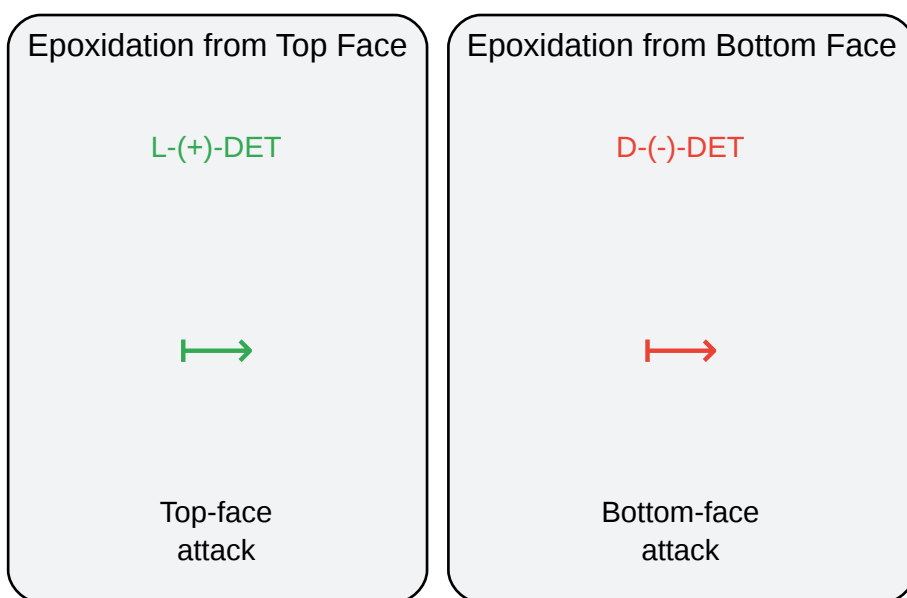 Epoxidation from Top Face
L-(+)-DET
Top-face
attack
Epoxidation from Bottom Face
D-(-)-DET
Bottom-face
attack